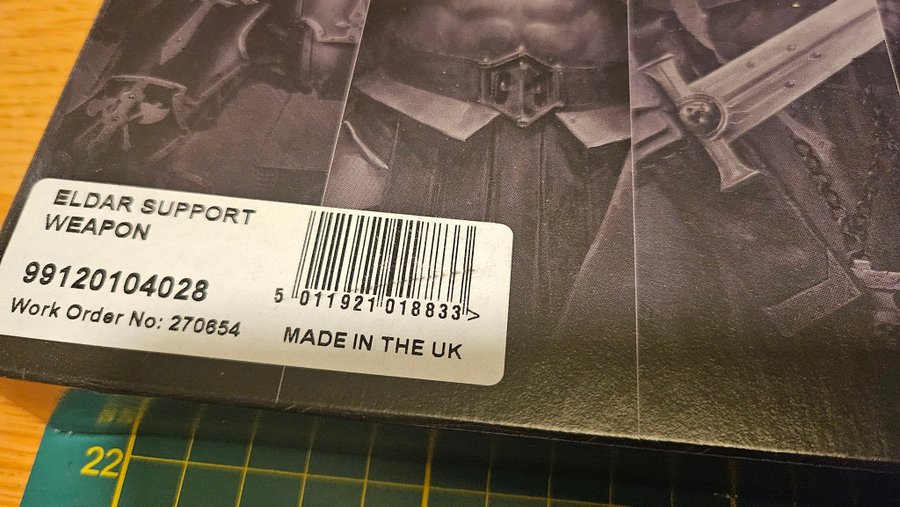 ELDAR SUPPORT
WEAPON
99120104028
Work Order No: 270654
5 011921 018833 >
MADE IN THE UK
22